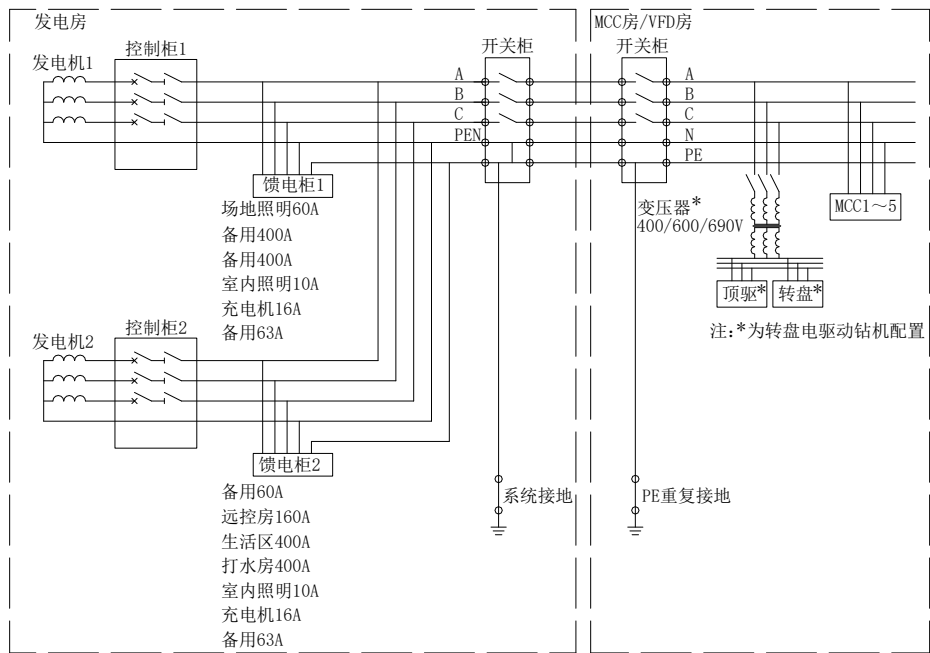 发电房
发电机1
控制柜1
开关柜
A
B
C
PEN
馈电柜1
场地照明60A
备用400A
备用400A
室内照明10A
充电机16A
备用63A
发电机2
控制柜2
馈电柜2
备用60A
远控房160A
生活区400A
打水房400A
室内照明10A
充电机16A
备用63A
系统接地
MCC房/VFD房
开关柜
A
B
C
N
PE
变压器*
400/600/690V
MCC1～5
顶驱*
转盘*
注:*为转盘电驱动钻机配置
PE重复接地